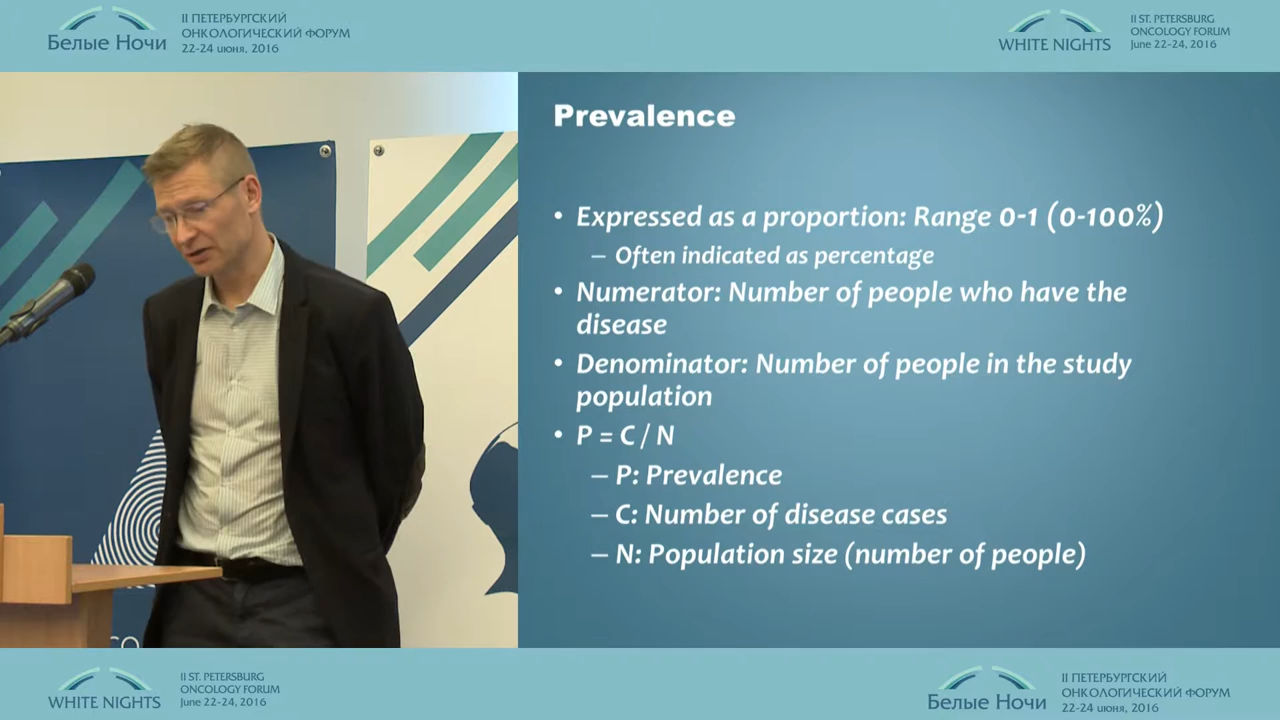 Белые Ночи
II ПЕТЕРБУРГСКИЙ
ОНКОЛОГИЧЕСКИЙ ФОРУМ
22-24 июня, 2016
WHITE NIGHTS
II ST. PETERSBURG
ONCOLOGY FORUM
June 22-24, 2016
Prevalence
• Expressed as a proportion: Range 0-1 (0-100%)
– Often indicated as percentage
• Numerator: Number of people who have the
disease
• Denominator: Number of people in the study
population
• P = C / N
– P: Prevalence
– C: Number of disease cases
– N: Population size (number of people)
WHITE NIGHTS
II ST. PETERSBURG
ONCOLOGY FORUM
June 22-24, 2016
Белые Ночи
II ПЕТЕРБУРГСКИЙ
ОНКОЛОГИЧЕСКИЙ ФОРУМ
22-24 июня, 2016